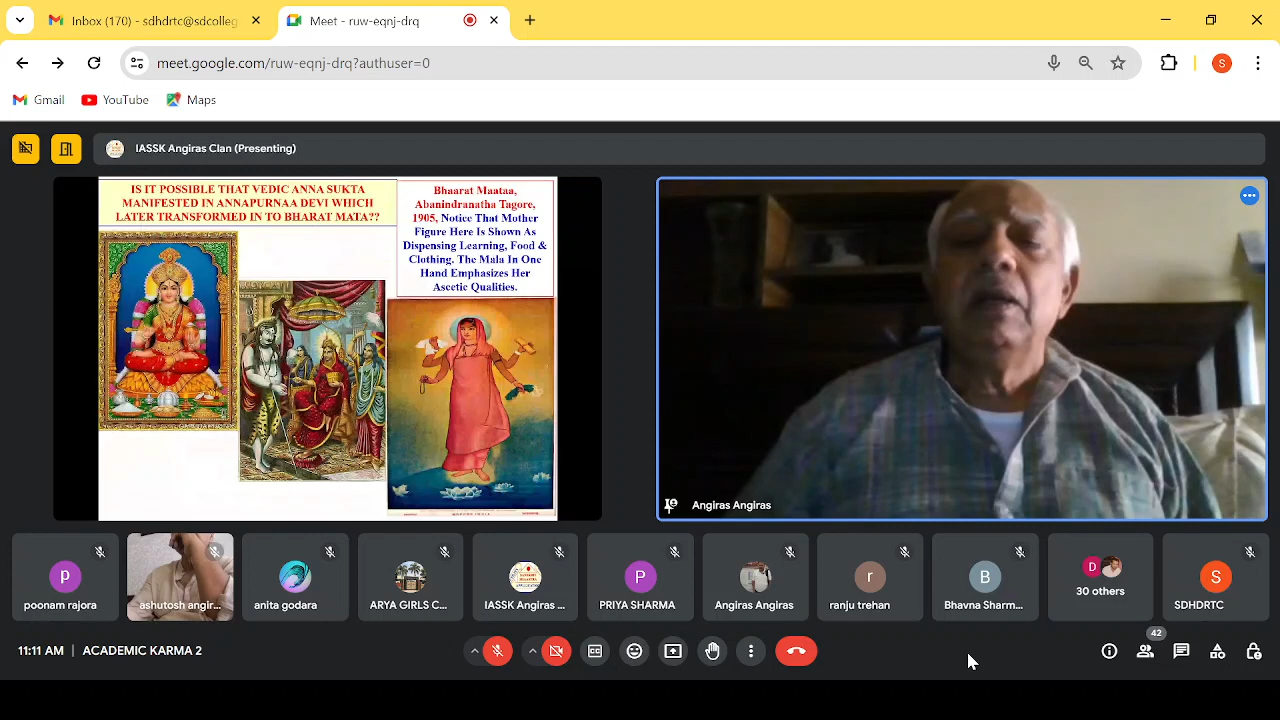 Inbox (170) - sdhdrtc@sdcolleg
Meet - ruw-eqnj-drq
meet.google.com/ruw-eqnj-drq?authuser=0
S
Gmail
YouTube
Maps
IASSK Angiras Clan (Presenting)
IS IT POSSIBLE THAT VEDIC ANNA SUKTA
MANIFESTED IN ANNAPURNAA DEVI WHICH
LATER TRANSFORMED IN TO BHARAT MATA??
Bhaarat Maataa,
Abanindranatha Tagore,
1905, Notice That Mother
Figure Here Is Shown As
Dispensing Learning, Food &
Clothing. The Mala In One
Hand Emphasizes Her
Ascetic Qualities.
Angiras Angiras
p
poonam rajora
ashutosh angir...
anita godara
ARYA GIRLS C...
IASSK Angiras ...
P
PRIYA SHARMA
Angiras Angiras
r
ranju trehan
B
Bhavna Sharm...
D
30 others
S
SDHDRTC
11:11 AM | ACADEMIC KARMA 2
42